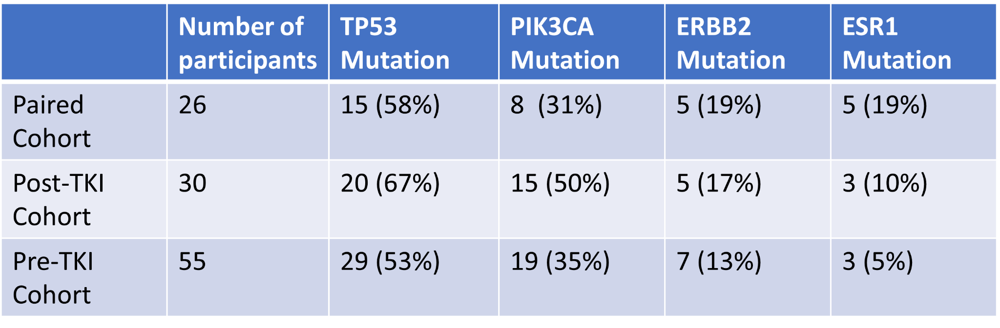 Number of participants TP53 Mutation PIK3CA Mutation ERBB2 Mutation ESR1 Mutation
Paired Cohort 26 15 (58%) 8 (31%) 5 (19%) 5 (19%)
Post-TKI Cohort 30 20 (67%) 15 (50%) 5 (17%) 3 (10%)
Pre-TKI Cohort 55 29 (53%) 19 (35%) 7 (13%) 3 (5%)